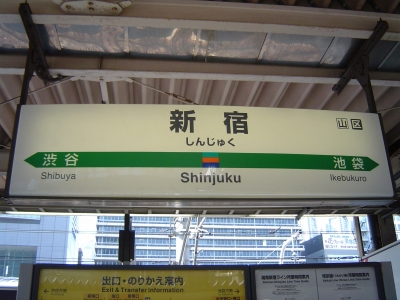 新宿
しんじゅく
山 区
渋谷
Shibuya
Shinjuku
池袋
Ikebukuro
出口・のりかえ案内
Exit & Transfer Information